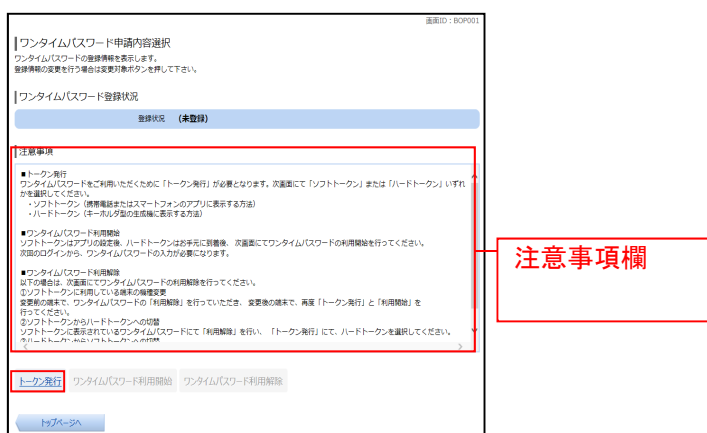 画面ID：BOP001
ワンタイムパスワード申請内容選択
ワンタイムパスワードの登録情報を表示します。
登録情報の変更を行う場合は変更対象ボタンを押して下さい。
ワンタイムパスワード登録状況
登録状況 (未登録)
注意事項
■トークン発行
ワンタイムパスワードをご利用いただくために「トークン発行」が必要となります。次画面にて「ソフトトークン」または「ハードトークン」いずれ
かを選択してください。
・ソフトトークン（携帯電話またはスマートフォンのアプリに表示する方法）
・ハードトークン（キーホルダ型の生成機に表示する方法）
■ワンタイムパスワード利用開始
ソフトトークンはアプリの設定後、ハードトークンはお手元に到着後、 次画面にてワンタイムパスワードの利用開始を行ってください。
次回のログインから、ワンタイムパスワードの入力が必要になります。
■ワンタイムパスワード利用解除
以下の場合は、次画面にてワンタイムパスワードの利用解除を行ってください。
①ソフトトークンに利用している端末の機種変更
変更前の端末で、ワンタイムパスワードの「利用解除」を行っていただき、 変更後の端末で、再度「トークン発行」と「利用開始」を
行ってください。
②ソフトトークンからハードトークンへの切替
ソフトトークンに表示されているワンタイムパスワードにて「利用解除」を行い、 「トークン発行」にて、ハードトークンを選択してください。
③ハードトークンからソフトトークンへの切替
注意事項欄
トークン発行 ワンタイムパスワード利用開始 ワンタイムパスワード利用解除
トップページへ